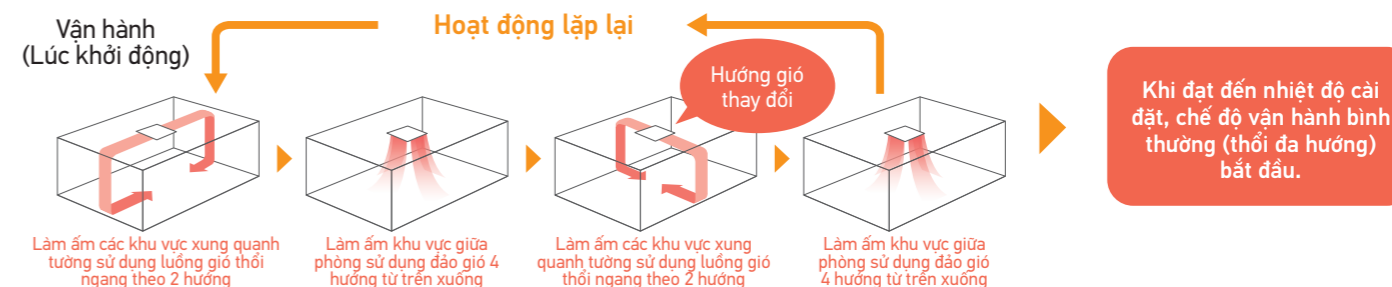 Vận hành
(Lúc khởi động)
Hoạt động lặp lại
Hướng gió
thay đổi
Làm ấm các khu vực xung quanh
tường sử dụng luồng gió thổi
ngang theo 2 hướng
Làm ấm khu vực giữa
phòng sử dụng đảo gió 4
hướng từ trên xuống
Làm ấm các khu vực xung
quanh tường sử dụng luồng gió
thổi ngang theo 2 hướng
Làm ấm khu vực giữa
phòng sử dụng đảo gió
4 hướng từ trên xuống
Khi đạt đến nhiệt độ cài
đặt, chế độ vận hành bình
thường (thổi đa hướng)
bắt đầu.